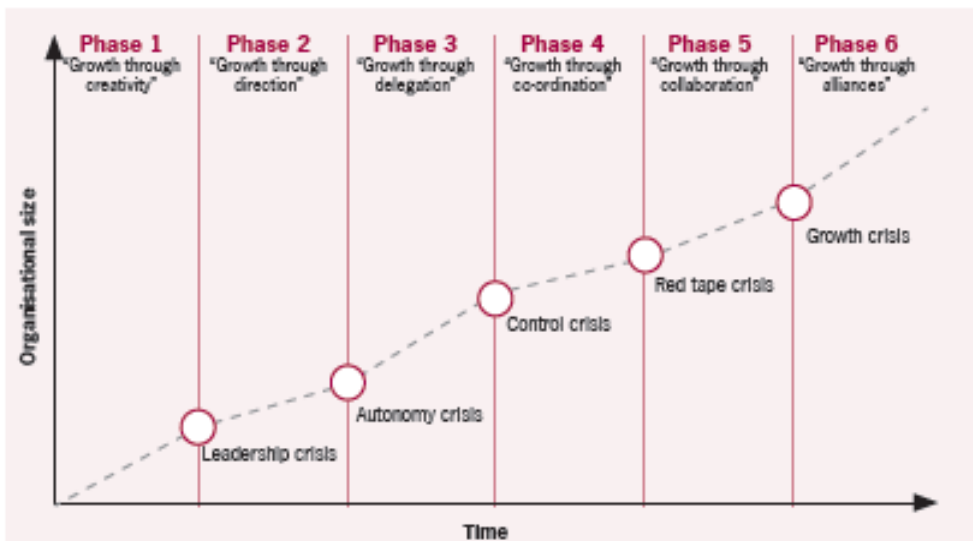 Phase 1
"Growth through
creativity"
Phase 2
"Growth through
direction"
Phase 3
"Growth through
delegation"
Phase 4
"Growth through
co-ordination"
Phase 5
"Growth through
collaboration"
Phase 6
"Growth through
alliances"
Organisational size
Growth crisis
Red tape crisis
Control crisis
Autonomy crisis
Leadership crisis
Time